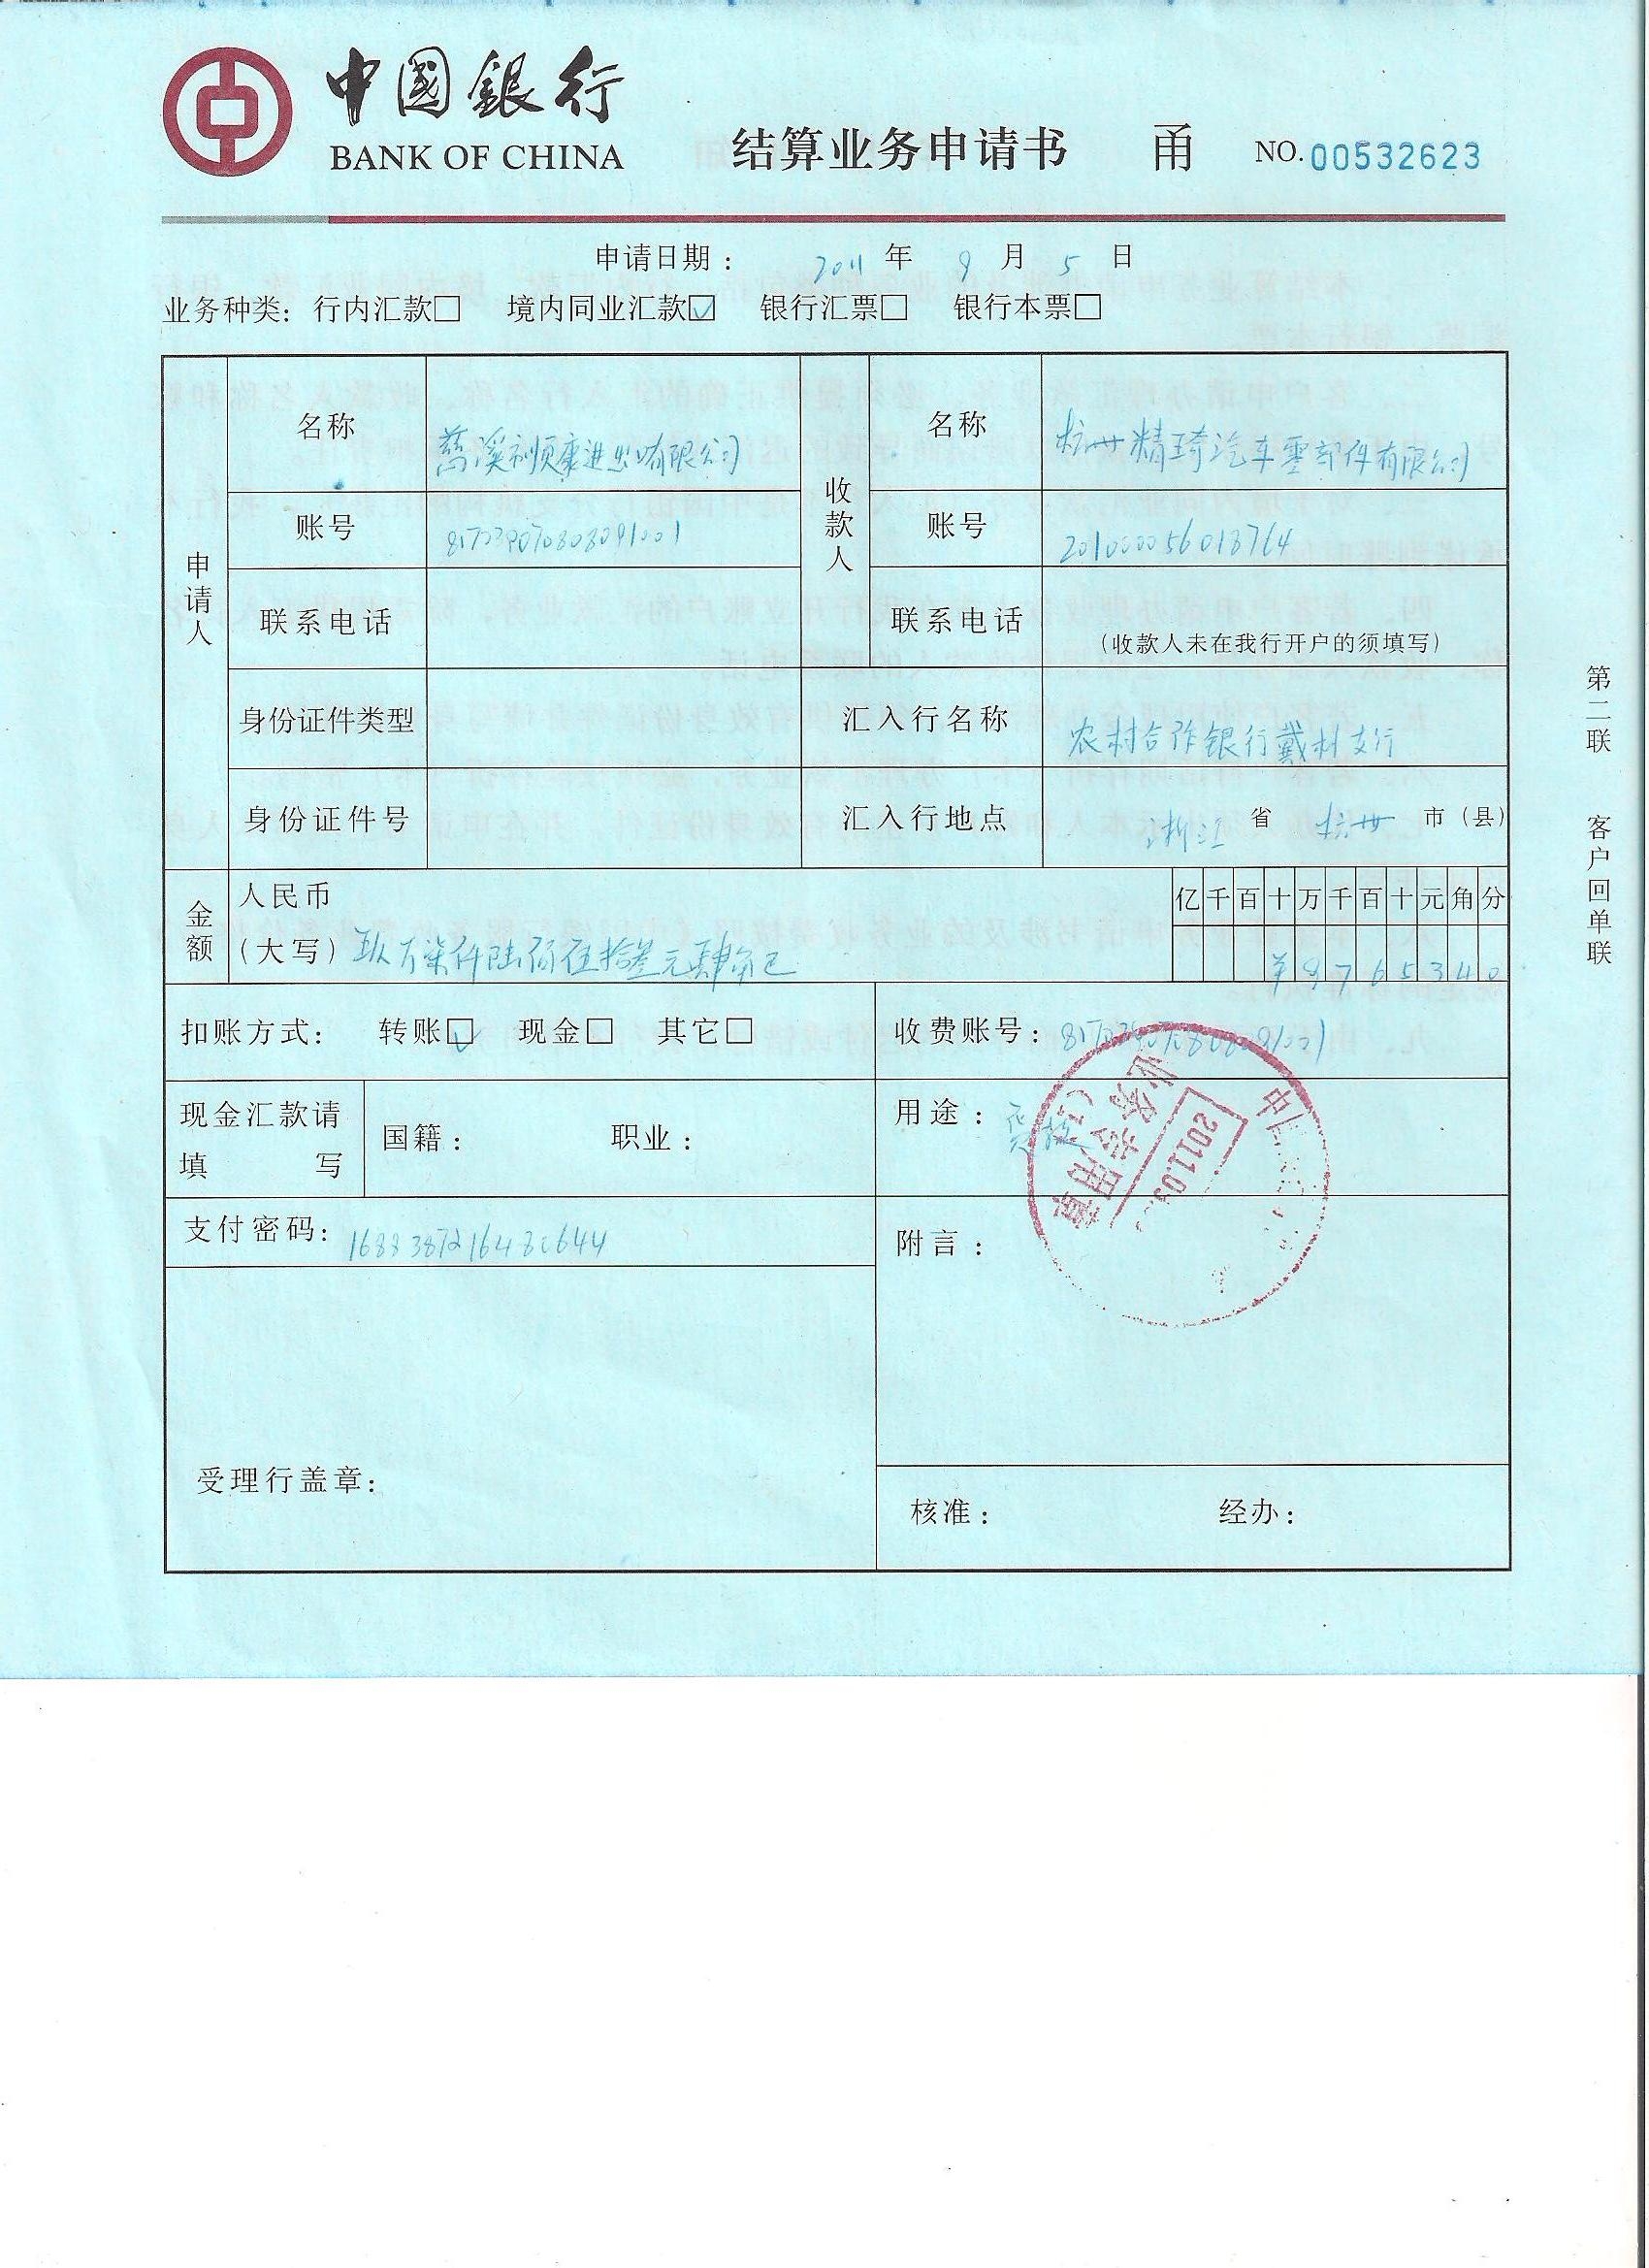 中國銀行
BANK OF CHINA
结算业务申请书 甬 NO.00532623
申请日期： 2011 年 9 月 5 日
业务种类：行内汇款□ 境内同业汇款☑ 银行汇票□ 银行本票□
申请人
名称 慈溪利顺康进出口有限公司
收款人
名称 杭州精琦汽车零部件有限公司
账号
账号 201000056018764
联系电话
联系电话 （收款人未在我行开户的须填写）
身份证件类型
汇入行名称 农村合作银行戴村支行
身份证件号
汇入行地点 浙江 省 杭州 市（县）
金额
人民币
（大写） 玖万柒仟陆佰伍拾叁元肆角正
亿 千 百 十 万 千 百 十 元 角 分
¥ 9 7 6 5 3 4 0
扣账方式： 转账☑ 现金□ 其它□
收费账号：
现金汇款请
填 写
国籍： 职业：
用途： 货款
支付密码：
附言：
业务专用章
2011.09
中
受理行盖章：
核准： 经办：
第二联 客户回单联